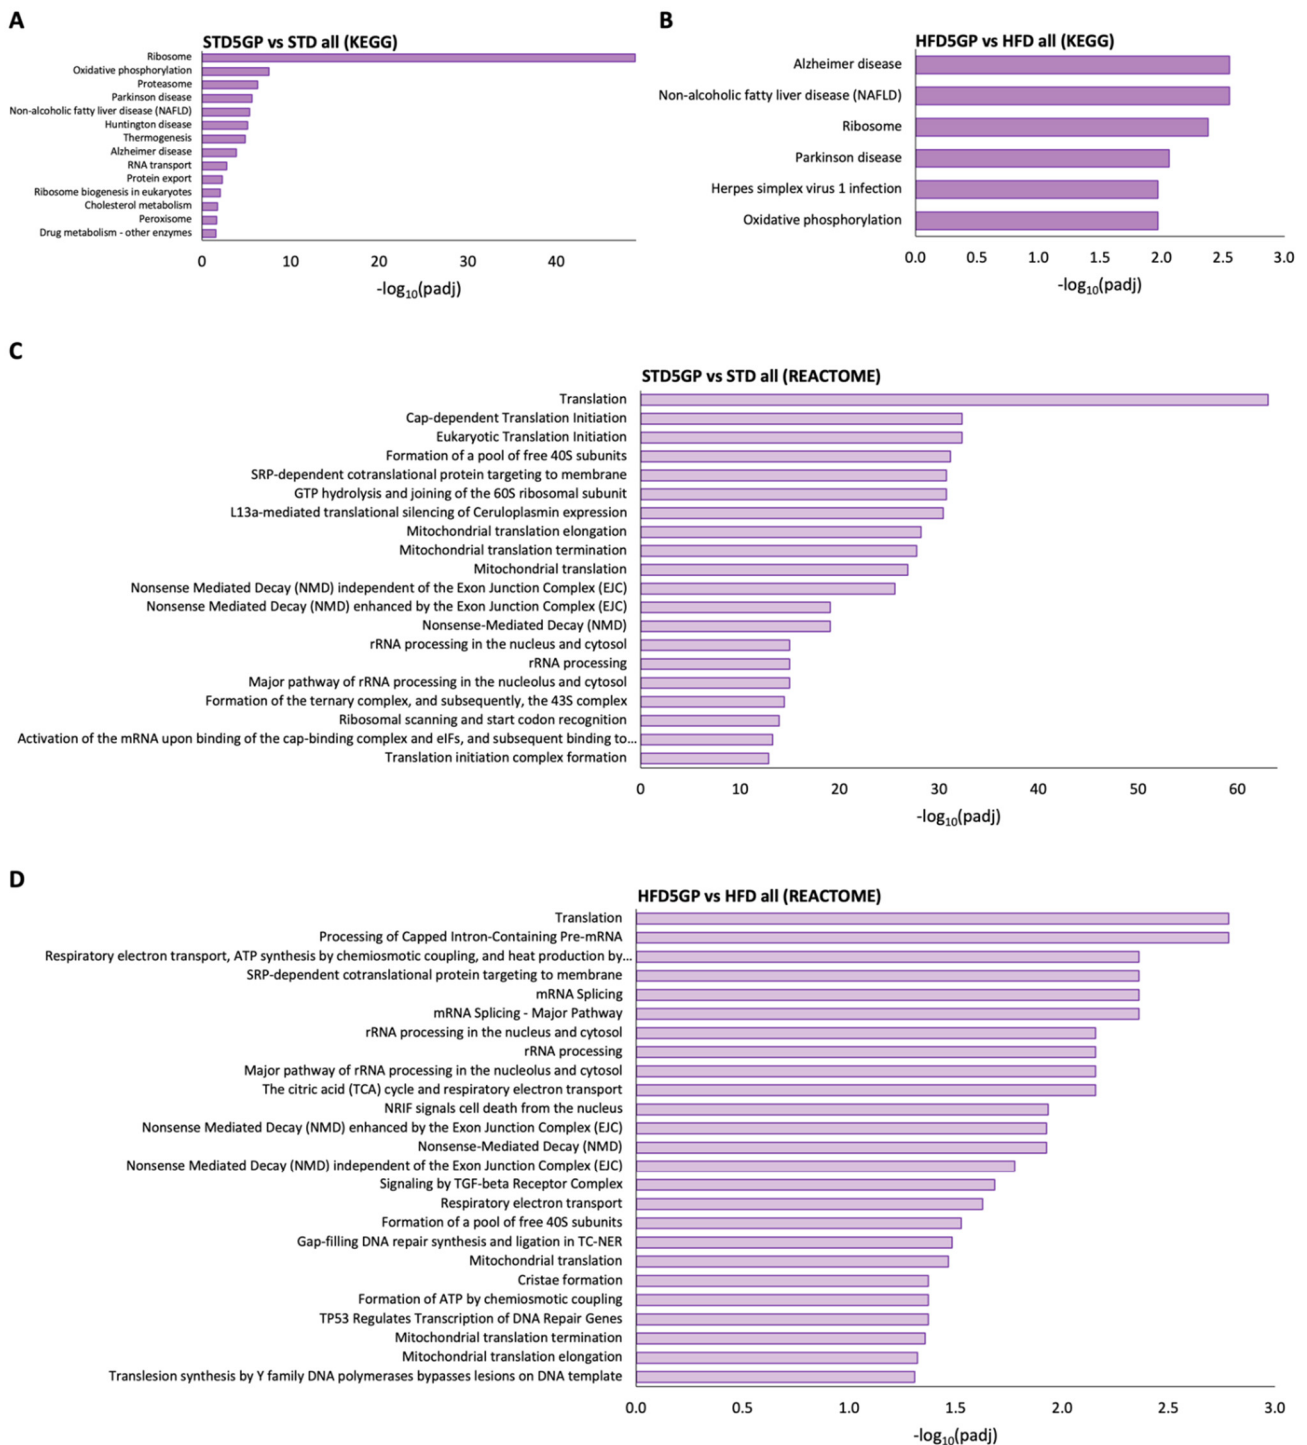 A
STD5GP vs STD all (KEGG)
Ribosome
Oxidative phosphorylation
Proteasome
Parkinson disease
Non-alcoholic fatty liver disease (NAFLD)
Huntington disease
Thermogenesis
Alzheimer disease
RNA transport
Protein export
Ribosome biogenesis in eukaryotes
Cholesterol metabolism
Peroxisome
Drug metabolism - other enzymes
0 10 20 30 40
-log10(padj)
B
HFD5GP vs HFD all (KEGG)
Alzheimer disease
Non-alcoholic fatty liver disease (NAFLD)
Ribosome
Parkinson disease
Herpes simplex virus 1 infection
Oxidative phosphorylation
0.0 0.5 1.0 1.5 2.0 2.5 3.0
-log10(padj)
C
STD5GP vs STD all (REACTOME)
Translation
Cap-dependent Translation Initiation
Eukaryotic Translation Initiation
Formation of a pool of free 40S subunits
SRP-dependent cotranslational protein targeting to membrane
GTP hydrolysis and joining of the 60S ribosomal subunit
L13a-mediated translational silencing of Ceruloplasmin expression
Mitochondrial translation elongation
Mitochondrial translation termination
Mitochondrial translation
Nonsense Mediated Decay (NMD) independent of the Exon Junction Complex (EJC)
Nonsense Mediated Decay (NMD) enhanced by the Exon Junction Complex (EJC)
Nonsense-Mediated Decay (NMD)
rRNA processing in the nucleus and cytosol
rRNA processing
Major pathway of rRNA processing in the nucleolus and cytosol
Formation of the ternary complex, and subsequently, the 43S complex
Ribosomal scanning and start codon recognition
Activation of the mRNA upon binding of the cap-binding complex and eIFs, and subsequent binding to...
Translation initiation complex formation
0 10 20 30 40 50 60
-log10(padj)
D
HFD5GP vs HFD all (REACTOME)
Translation
Processing of Capped Intron-Containing Pre-mRNA
Respiratory electron transport, ATP synthesis by chemiosmotic coupling, and heat production by...
SRP-dependent cotranslational protein targeting to membrane
mRNA Splicing
mRNA Splicing - Major Pathway
rRNA processing in the nucleus and cytosol
rRNA processing
Major pathway of rRNA processing in the nucleolus and cytosol
The citric acid (TCA) cycle and respiratory electron transport
NRIF signals cell death from the nucleus
Nonsense Mediated Decay (NMD) enhanced by the Exon Junction Complex (EJC)
Nonsense-Mediated Decay (NMD)
Nonsense Mediated Decay (NMD) independent of the Exon Junction Complex (EJC)
Signaling by TGF-beta Receptor Complex
Respiratory electron transport
Formation of a pool of free 40S subunits
Gap-filling DNA repair synthesis and ligation in TC-NER
Mitochondrial translation
Cristae formation
Formation of ATP by chemiosmotic coupling
TP53 Regulates Transcription of DNA Repair Genes
Mitochondrial translation termination
Mitochondrial translation elongation
Translesion synthesis by Y family DNA polymerases bypasses lesions on DNA template
0.0 0.5 1.0 1.5 2.0 2.5 3.0
-log10(padj)